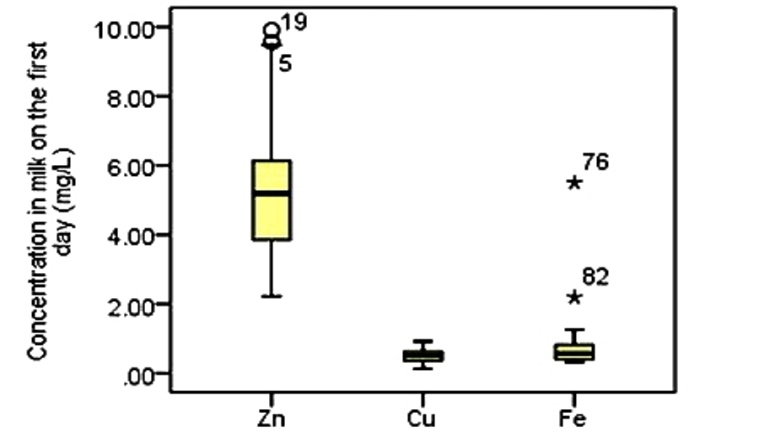 Concentration in milk on the first
day (mg/L)
10.00
8.00
6.00
4.00
2.00
.00
19
5
76
82
Zn
Cu
Fe